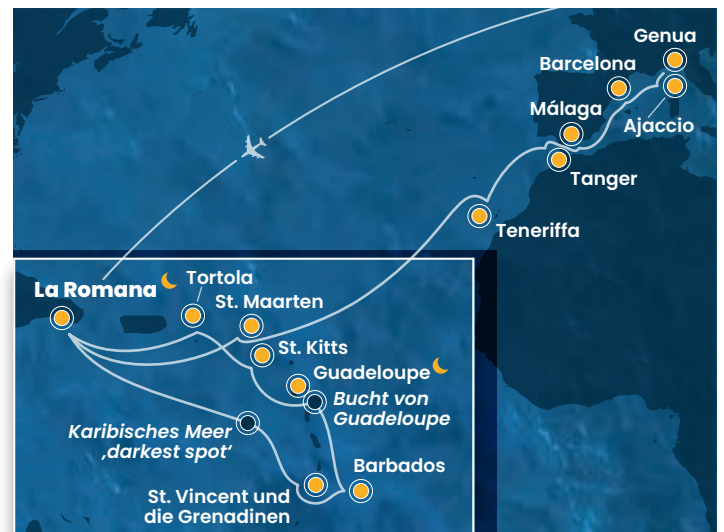 Genua
Barcelona
Málaga
Ajaccio
Tanger
Teneriffa
La Romana
Tortola
St. Maarten
St. Kitts
Guadeloupe
Bucht von
Guadeloupe
Karibisches Meer
‚darkest spot‘
Barbados
St. Vincent und
die Grenadinen